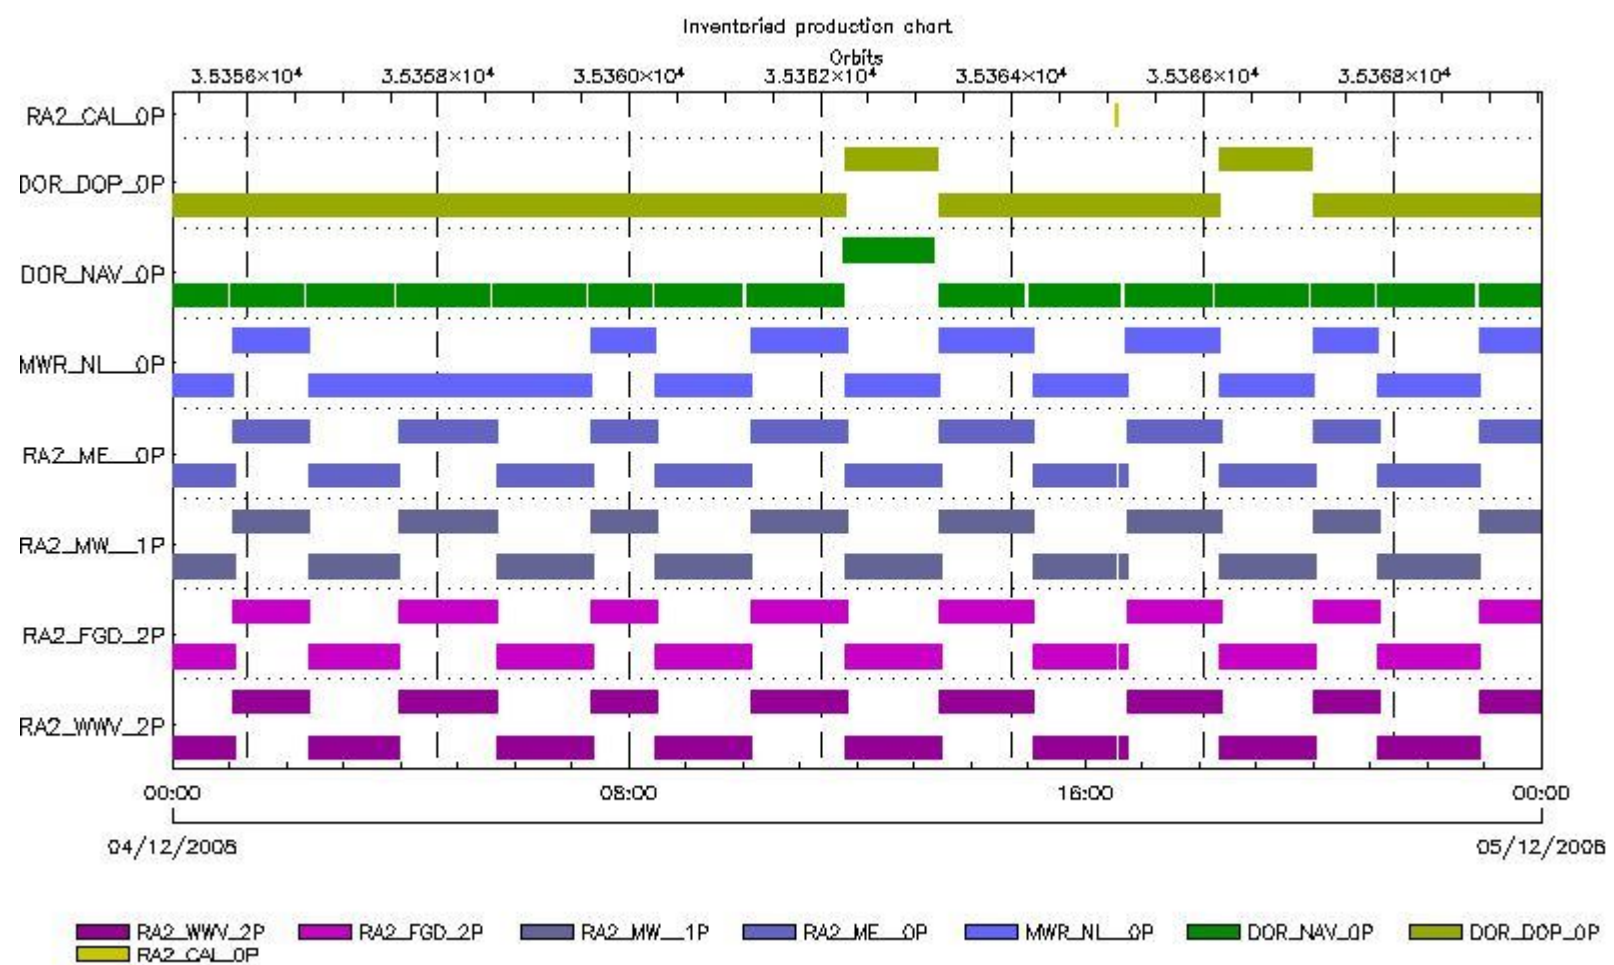 Inventoried production chart
Orbits
3.5356×10⁴ 3.5358×10⁴ 3.5360×10⁴ 3.5362×10⁴ 3.5364×10⁴ 3.5366×10⁴ 3.5368×10⁴
RA2_CAL_0P
DOR_DOP_0P
DOR_NAV_0P
MWR_NL__0P
RA2_ME__0P
RA2_MW__1P
RA2_FGD_2P
RA2_WWV_2P
00:00 08:00 16:00 00:00
04/12/2008 05/12/2008
RA2_WWV_2P RA2_FGD_2P RA2_MW__1P RA2_ME__0P MWR_NL__0P DOR_NAV_0P DOR_DOP_0P
RA2_CAL_0P